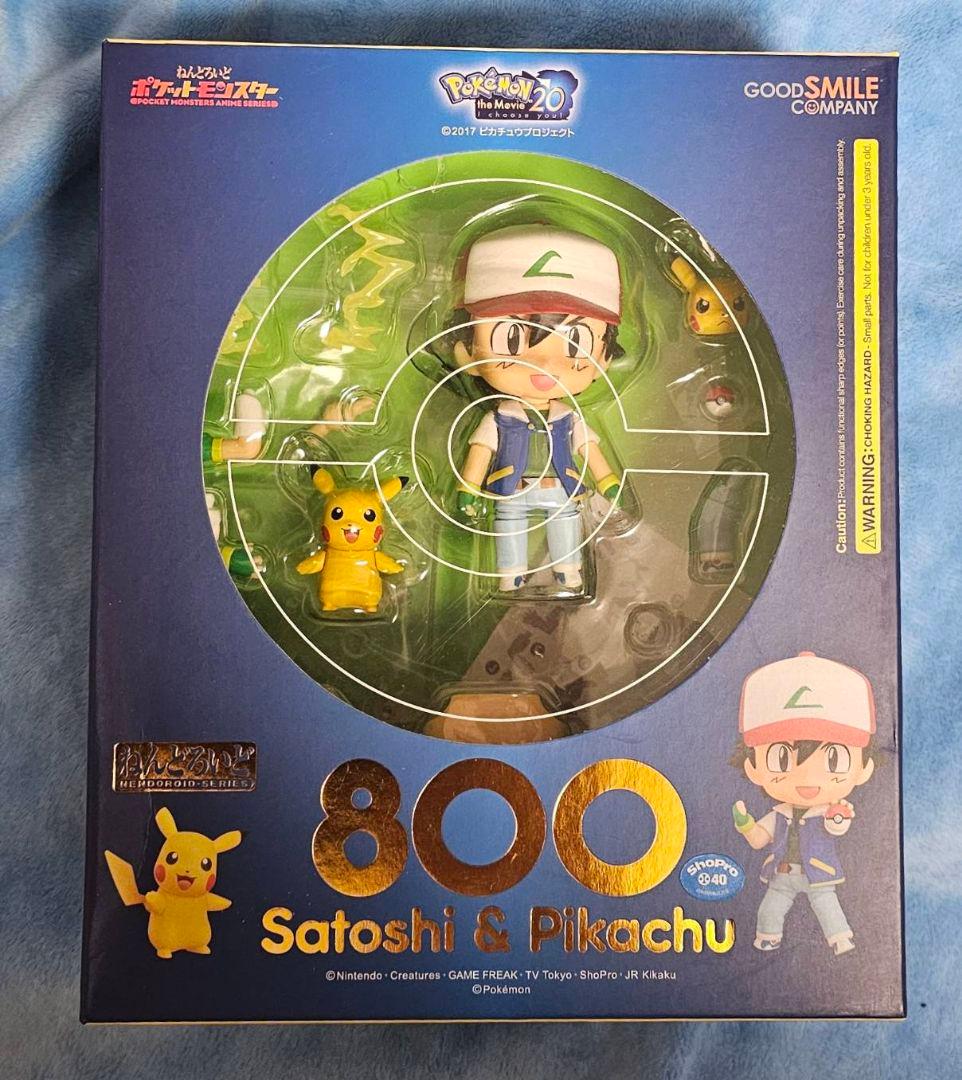 ねんどろいど
ポケットモンスター
POCKET MONSTERS ANIME SERIES
POKéMON
the Movie 20
I choose you!
©2017 ピカチュウプロジェクト
GOOD SMILE
COMPANY
Caution: Product contains functional sharp edges (or points). Exercise care during unpacking and assembly.
⚠WARNING: CHOKING HAZARD - Small parts. Not for children under 3 years old.
ねんどろいど
NENDOROID-SERIES
800
ShoPro
40
Satoshi & Pikachu
©Nintendo・Creatures・GAME FREAK・TV Tokyo・ShoPro・JR Kikaku
©Pokémon